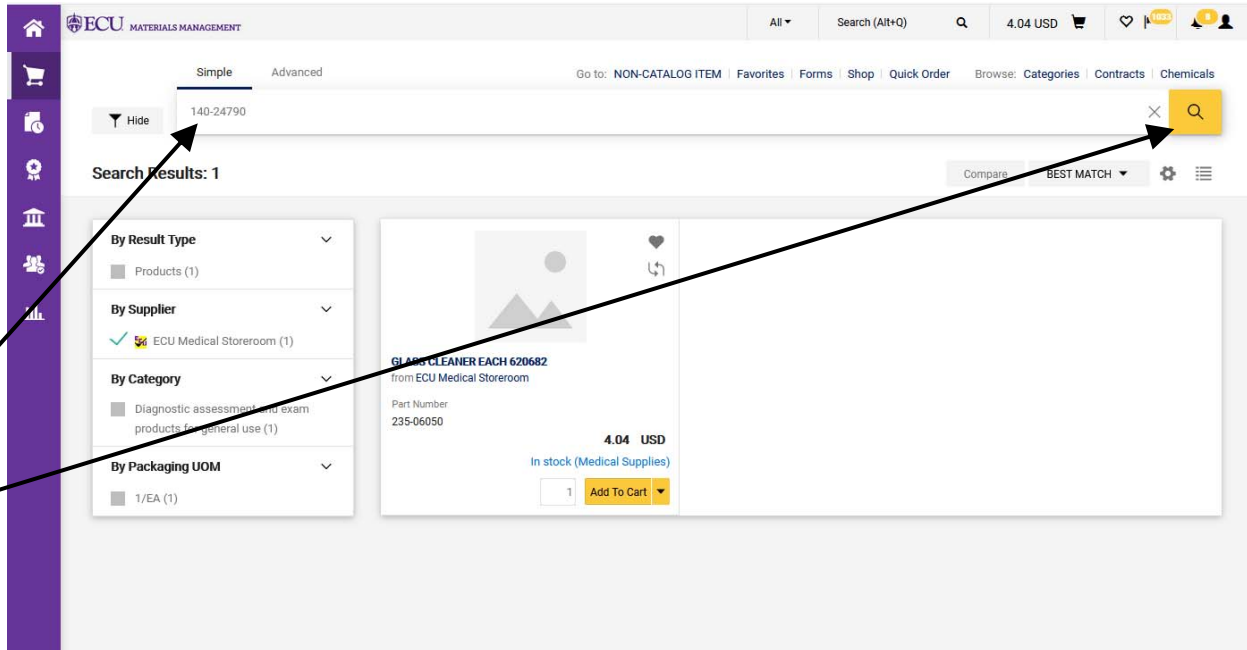 ECU MATERIALS MANAGEMENT
All
Search (Alt+Q)
4.04 USD
1033
Simple
Advanced
Go to: NON-CATALOG ITEM | Favorites | Forms | Shop | Quick Order
Browse: Categories | Contracts | Chemicals
Hide
140-24790
Search Results: 1
Compare
BEST MATCH
By Result Type
Products (1)
By Supplier
ECU Medical Storeroom (1)
By Category
Diagnostic assessment and exam
products for general use (1)
By Packaging UOM
1/EA (1)
GLASS CLEANER EACH 620682
from ECU Medical Storeroom
Part Number
235-06050
4.04 USD
In stock (Medical Supplies)
1
Add To Cart